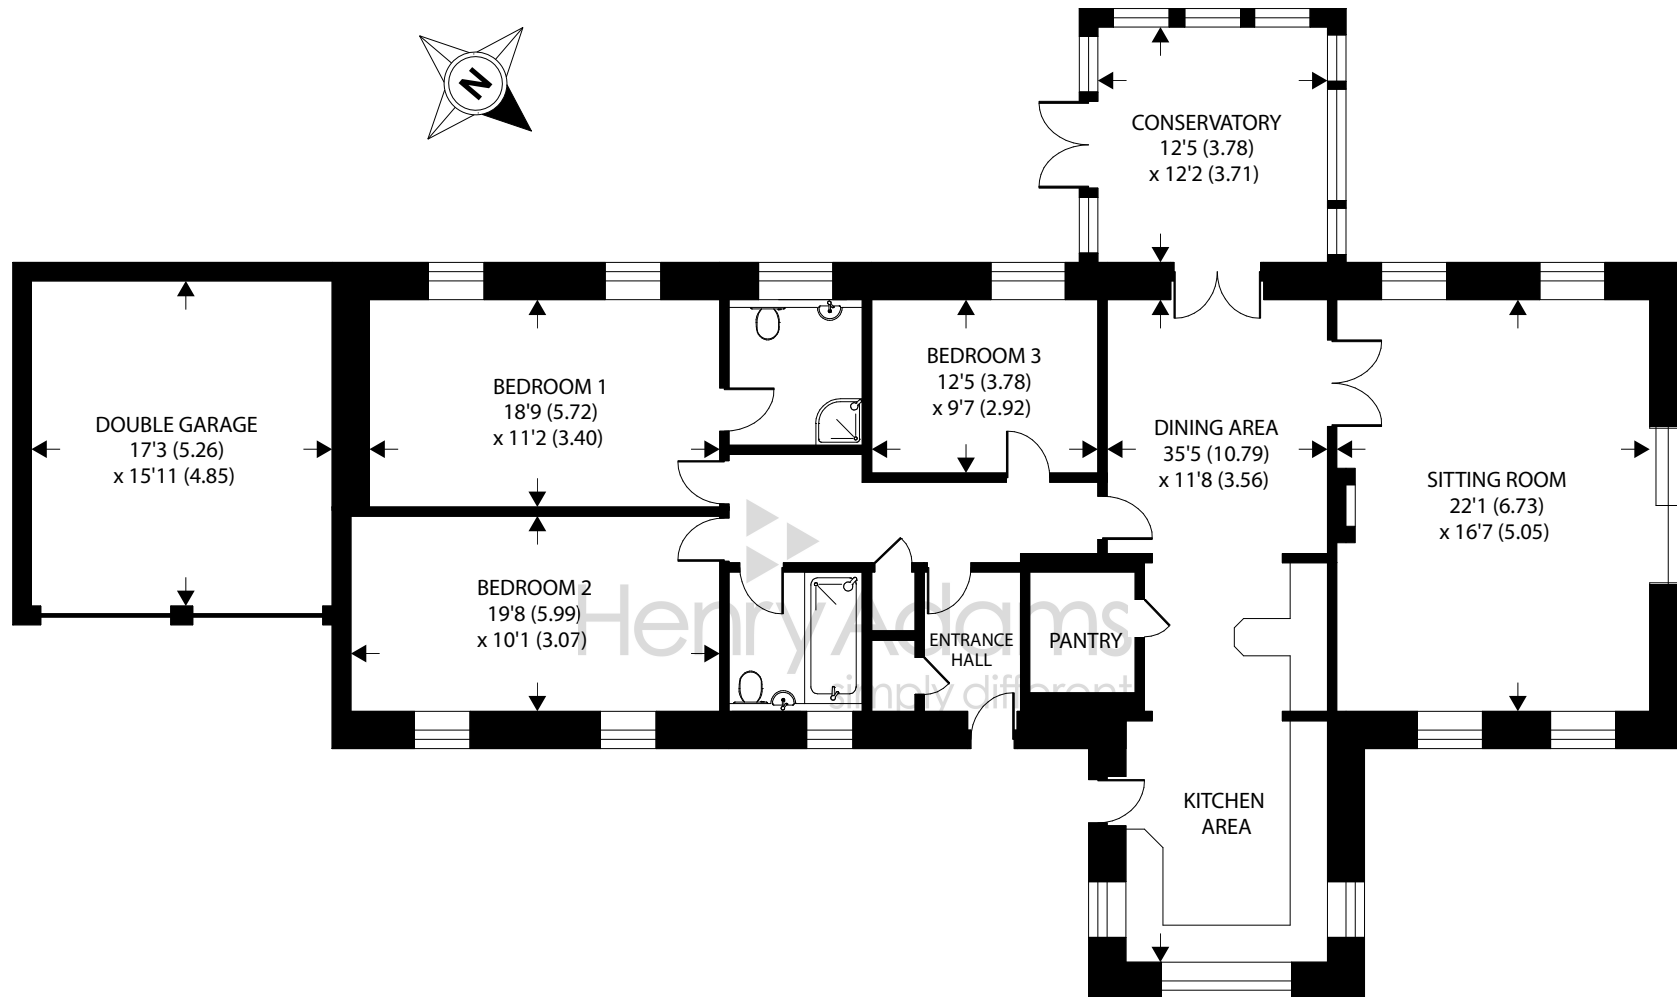 N
CONSERVATORY
12'5 (3.78)
x 12'2 (3.71)
DOUBLE GARAGE
17'3 (5.26)
x 15'11 (4.85)
BEDROOM 1
18'9 (5.72)
x 11'2 (3.40)
BEDROOM 3
12'5 (3.78)
x 9'7 (2.92)
DINING AREA
35'5 (10.79)
x 11'8 (3.56)
SITTING ROOM
22'1 (6.73)
x 16'7 (5.05)
BEDROOM 2
19'8 (5.99)
x 10'1 (3.07)
ENTRANCE
HALL
PANTRY
HenryAdams
simply different
KITCHEN
AREA